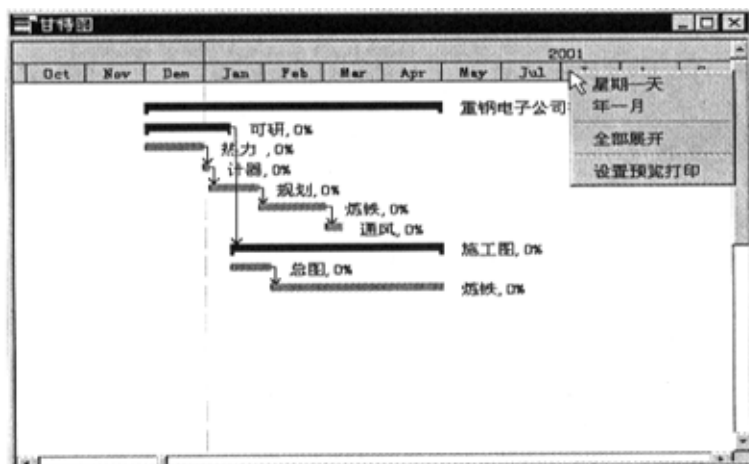 甘特图
2001
Oct Nov Dem Jan Feb Mar Apr May Jul
星期—天
年—月
全部展开
设置预览打印
重钢电子公司
可研,0%
热力 ,0%
计器,0%
规划,0%
炼铁,0%
通风,0%
施工图,0%
总图,0%
炼铁,0%